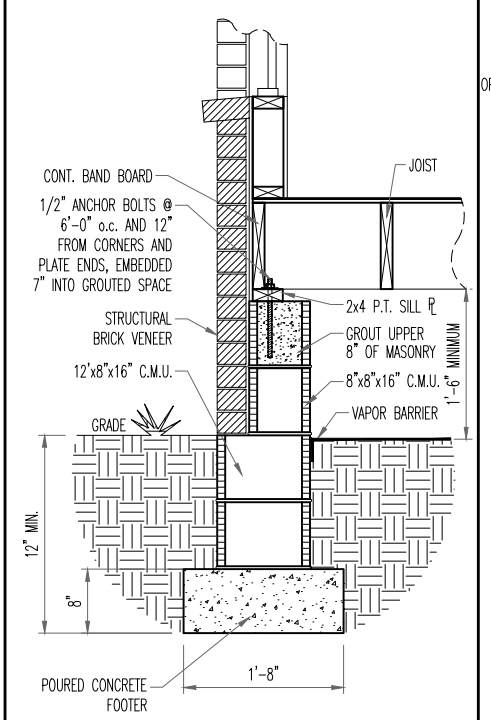 OF
JOIST
CONT. BAND BOARD
1/2" ANCHOR BOLTS @
6'-0" o.c. AND 12"
FROM CORNERS AND
PLATE ENDS, EMBEDDED
7" INTO GROUTED SPACE
2x4 P.T. SILL PL
GROUT UPPER
8" OF MASONRY
STRUCTURAL
BRICK VENEER
12'x8"x16" C.M.U.
8"x8"x16" C.M.U.
1'-6" MINIMUM
VAPOR BARRIER
GRADE
12" MIN.
8"
1'-8"
POURED CONCRETE
FOOTER